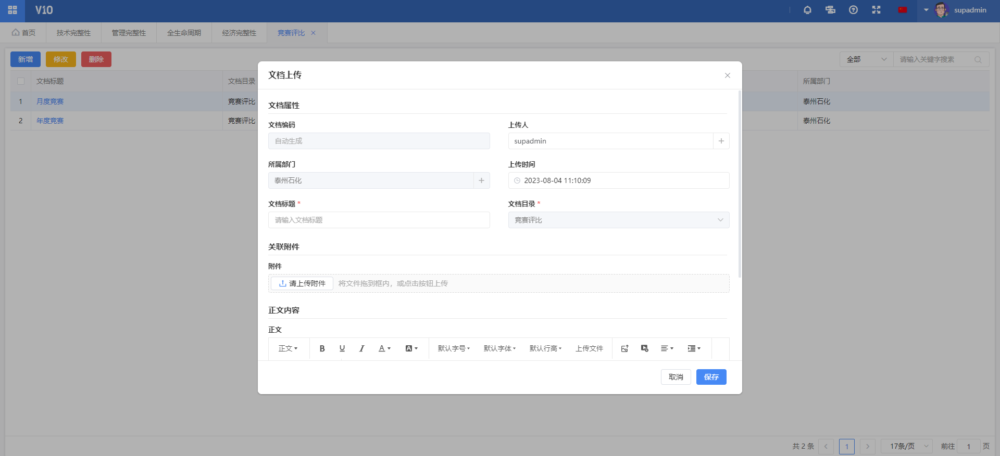 V10
supadmin
首页
技术完整性
管理完整性
全生命周期
经济完整性
竞赛评比
新增
修改
删除
全部
请输入关键字搜索
文档标题
文档目录
所属部门
1
月度竞赛
竞赛评比
泰州石化
2
年度竞赛
竞赛评比
泰州石化
文档上传
文档属性
文档编码
上传人
自动生成
supadmin
所属部门
上传时间
泰州石化
2023-08-04 11:10:09
文档标题 *
文档目录 *
请输入文档标题
竞赛评比
关联附件
附件
请上传附件
将文件拖到框内，或点击按钮上传
正文内容
正文
正文 B U I A A 默认字号 默认字体 默认行高 上传文件
取消
保存
共 2 条
1
17条/页
前往 1 页